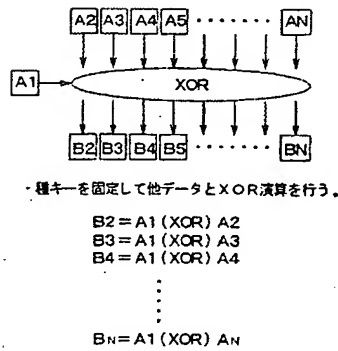 A2 A3 A4 A5 ・・・・・・・ AN
A1
XOR
B2 B3 B4 B5 ・・・・・・・ BN
・種キーを固定して他データとXOR演算を行う。
B2=A1(XOR)A2
B3=A1(XOR)A3
B4=A1(XOR)A4
BN=A1(XOR)AN